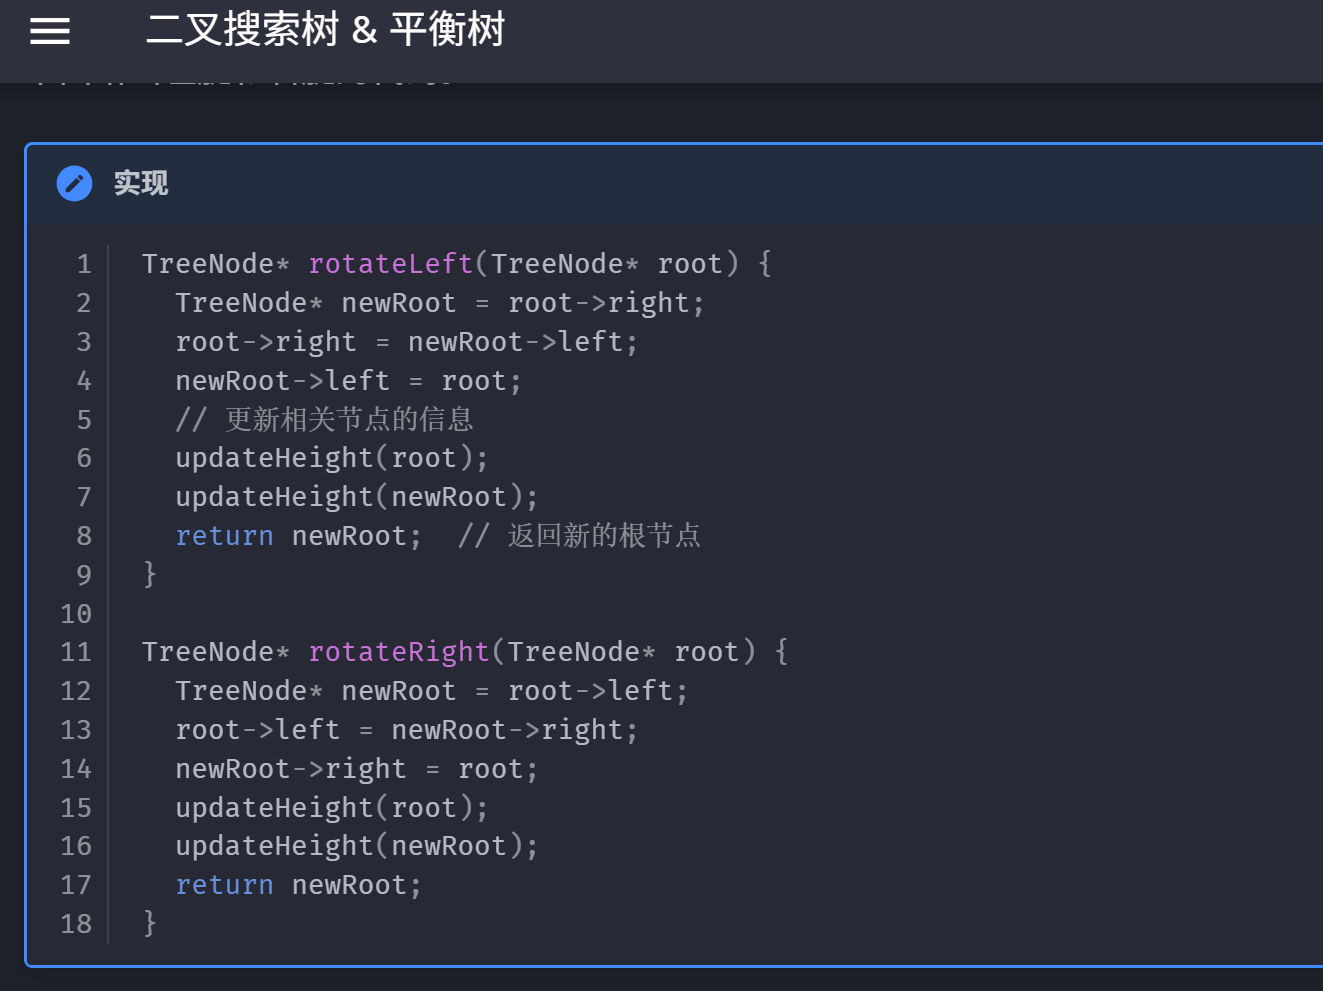 二叉搜索树 & 平衡树
实现
1 TreeNode* rotateLeft(TreeNode* root) {
2   TreeNode* newRoot = root->right;
3   root->right = newRoot->left;
4   newRoot->left = root;
5   // 更新相关节点的信息
6   updateHeight(root);
7   updateHeight(newRoot);
8   return newRoot;  // 返回新的根节点
9 }
10
11 TreeNode* rotateRight(TreeNode* root) {
12   TreeNode* newRoot = root->left;
13   root->left = newRoot->right;
14   newRoot->right = root;
15   updateHeight(root);
16   updateHeight(newRoot);
17   return newRoot;
18 }